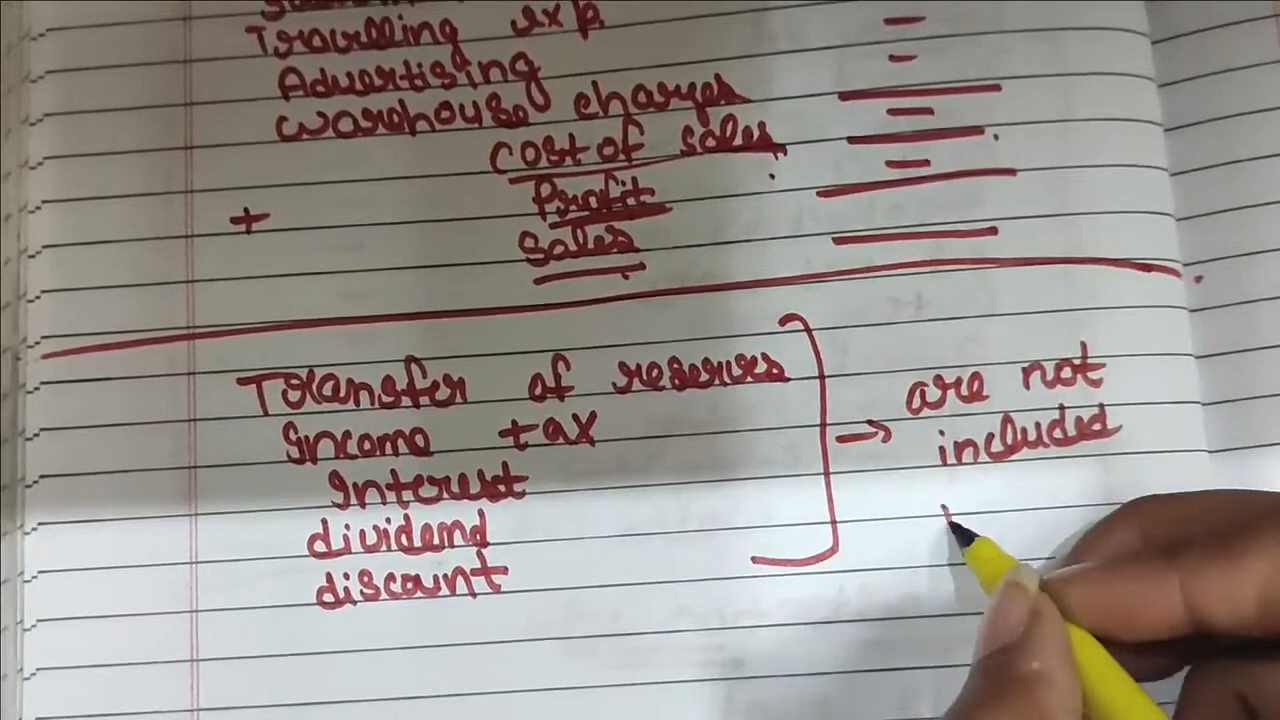 Travelling exp
Advertising
Warehouse charges
Cost of sales
+ Profit
Sales
Transfer of reserves
Income tax
Interest
dividend
discount
→ are not
included